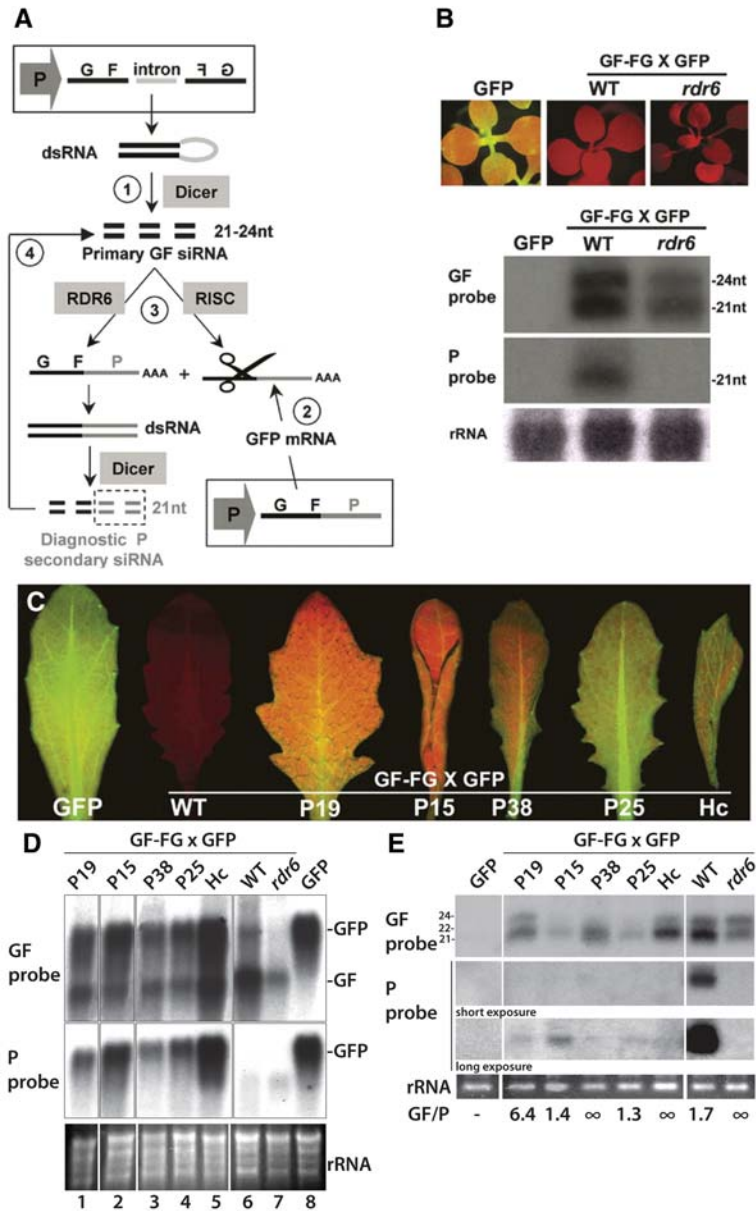 A
P
G F intron F G
dsRNA
1
Dicer
4
21-24nt
Primary GF siRNA
RDR6
3
RISC
G F P AAA
+
AAA
2
dsRNA
GFP mRNA
Dicer
21nt
P
G F P
Diagnostic P
secondary siRNA
B
GF-FG X GFP
GFP WT rdr6
GF-FG X GFP
GFP WT rdr6
GF
probe
-24nt
-21nt
P
probe
-21nt
rRNA
C
GF-FG X GFP
GFP WT P19 P15 P38 P25 Hc
D
GF-FG x GFP
P19 P15 P38 P25 Hc WT rdr6 GFP
GF
probe
-GFP
-GF
P
probe
-GFP
rRNA
1 2 3 4 5 6 7 8
E
GF-FG x GFP
GFP P19 P15 P38 P25 Hc WT rdr6
GF
probe
24-
22-
21-
P
probe
short exposure
long exposure
rRNA
GF/P - 6.4 1.4 ∞ 1.3 ∞ 1.7 ∞